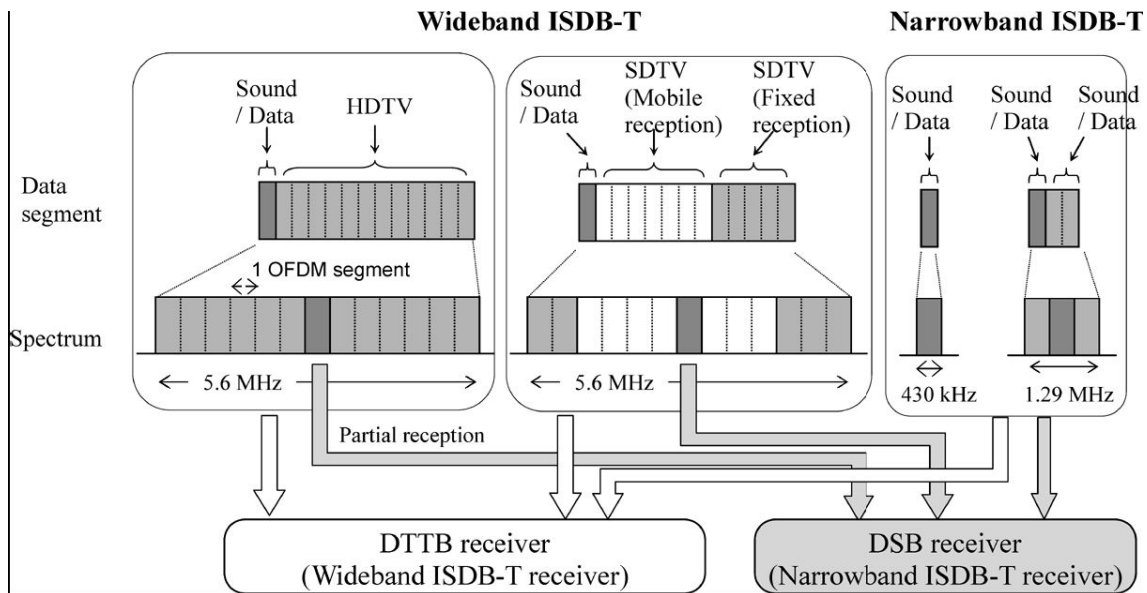 Wideband ISDB-T
Narrowband ISDB-T
Sound
/ Data
HDTV
Sound
/ Data
SDTV
(Mobile
reception)
SDTV
(Fixed
reception)
Sound
/ Data
Sound
/ Data
Sound
/ Data
Data
segment
1 OFDM segment
Spectrum
5.6 MHz
5.6 MHz
430 kHz
1.29 MHz
Partial reception
DTTB receiver
(Wideband ISDB-T receiver)
DSB receiver
(Narrowband ISDB-T receiver)